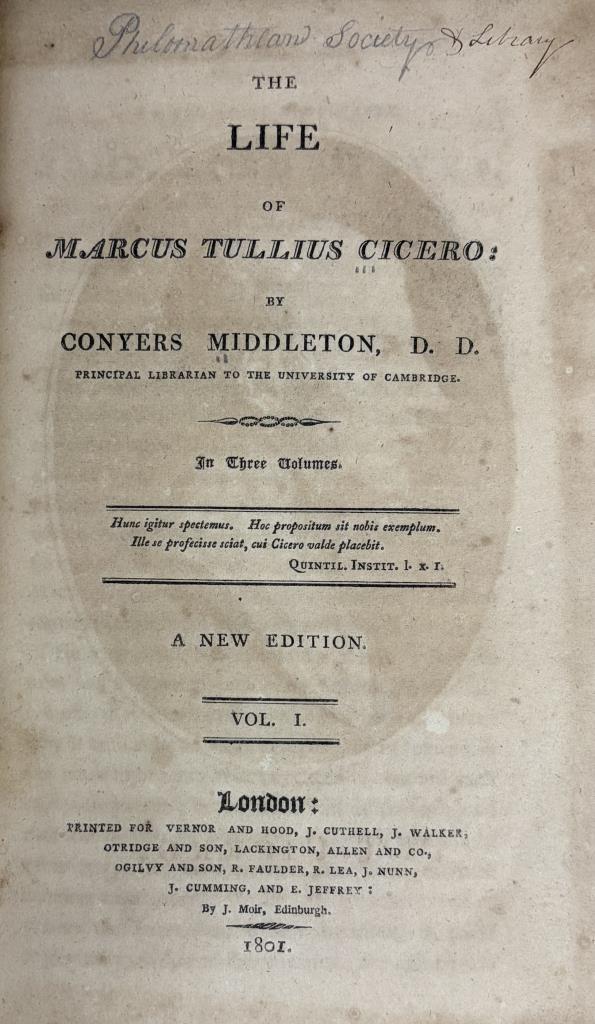 Philomathean Society & Library
THE
LIFE
OF
MARCUS TULLIUS CICERO:
BY
CONYERS MIDDLETON, D. D.
PRINCIPAL LIBRARIAN TO THE UNIVERSITY OF CAMBRIDGE.
In Three Volumes.
Hunc igitur spectemus. Hoc propositum sit nobis exemplum.
Ille se profecisse sciat, cui Cicero valde placebit.
QUINTIL. INSTIT. l. x. 1.
A NEW EDITION.
VOL. I.
London:
PRINTED FOR VERNOR AND HOOD, J. CUTHELL, J. WALKER,
OTRIDGE AND SON, LACKINGTON, ALLEN AND CO.,
OGILVY AND SON, R. FAULDER, R. LEA, J. NUNN,
J. CUMMING, AND E. JEFFREY:
By J. Moir, Edinburgh.
1801.